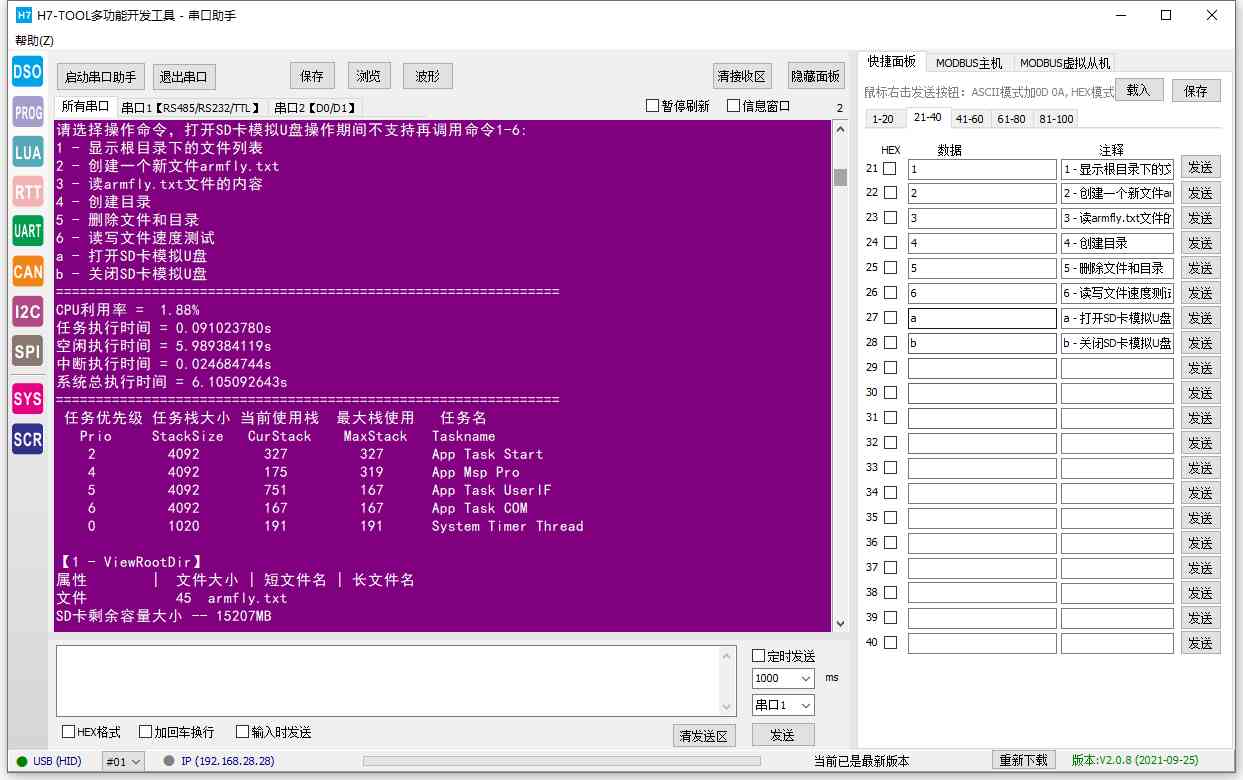 H7-TOOL多功能开发工具 - 串口助手
帮助(Z)
DSO
PROG
LUA
RTT
UART
CAN
I2C
SPI
SYS
SCR
启动串口助手 退出串口 保存 浏览 波形 清接收区 隐藏面板
所有串口 串口1【RS485/RS232/TTL】 串口2【D0/D1】 暂停刷新 信息窗口 2
请选择操作命令，打开SD卡模拟U盘操作期间不支持再调用命令1-6:
1 - 显示根目录下的文件列表
2 - 创建一个新文件armfly.txt
3 - 读armfly.txt文件的内容
4 - 创建目录
5 - 删除文件和目录
6 - 读写文件速度测试
a - 打开SD卡模拟U盘
b - 关闭SD卡模拟U盘
===============================================================
CPU利用率 =  1.88%
任务执行时间 = 0.091023780s
空闲执行时间 = 5.989384119s
中断执行时间 = 0.024684744s
系统总执行时间 = 6.105092643s
===============================================================
任务优先级 任务栈大小 当前使用栈 最大栈使用 任务名
Prio StackSize CurStack MaxStack Taskname
2 4092 327 327 App Task Start
4 4092 175 319 App Msp Pro
5 4092 751 167 App Task UserIF
6 4092 167 167 App Task COM
0 1020 191 191 System Timer Thread
【1 - ViewRootDir】
属性 | 文件大小 | 短文件名 | 长文件名
文件 45 armfly.txt
SD卡剩余容量大小 -- 15207MB
定时发送
1000 ms
串口1
HEX格式 加回车换行 输入时发送 清发送区 发送
快捷面板 MODBUS主机 MODBUS虚拟从机
鼠标右击发送按钮：ASCII模式加0D 0A, HEX模式 载入 保存
1-20 21-40 41-60 61-80 81-100
HEX 数据 注释
21 1 1 - 显示根目录下的 发送
22 2 2 - 创建一个新文件a 发送
23 3 3 - 读armfly.txt文件 发送
24 4 4 - 创建目录 发送
25 5 5 - 删除文件和目录 发送
26 6 6 - 读写文件速度测 发送
27 a a - 打开SD卡模拟U盘 发送
28 b b - 关闭SD卡模拟U盘 发送
29 发送
30 发送
31 发送
32 发送
33 发送
34 发送
35 发送
36 发送
37 发送
38 发送
39 发送
40 发送
USB (HID) #01 IP (192.168.28.28) 当前已是最新版本 重新下载 版本:V2.0.8 (2021-09-25)